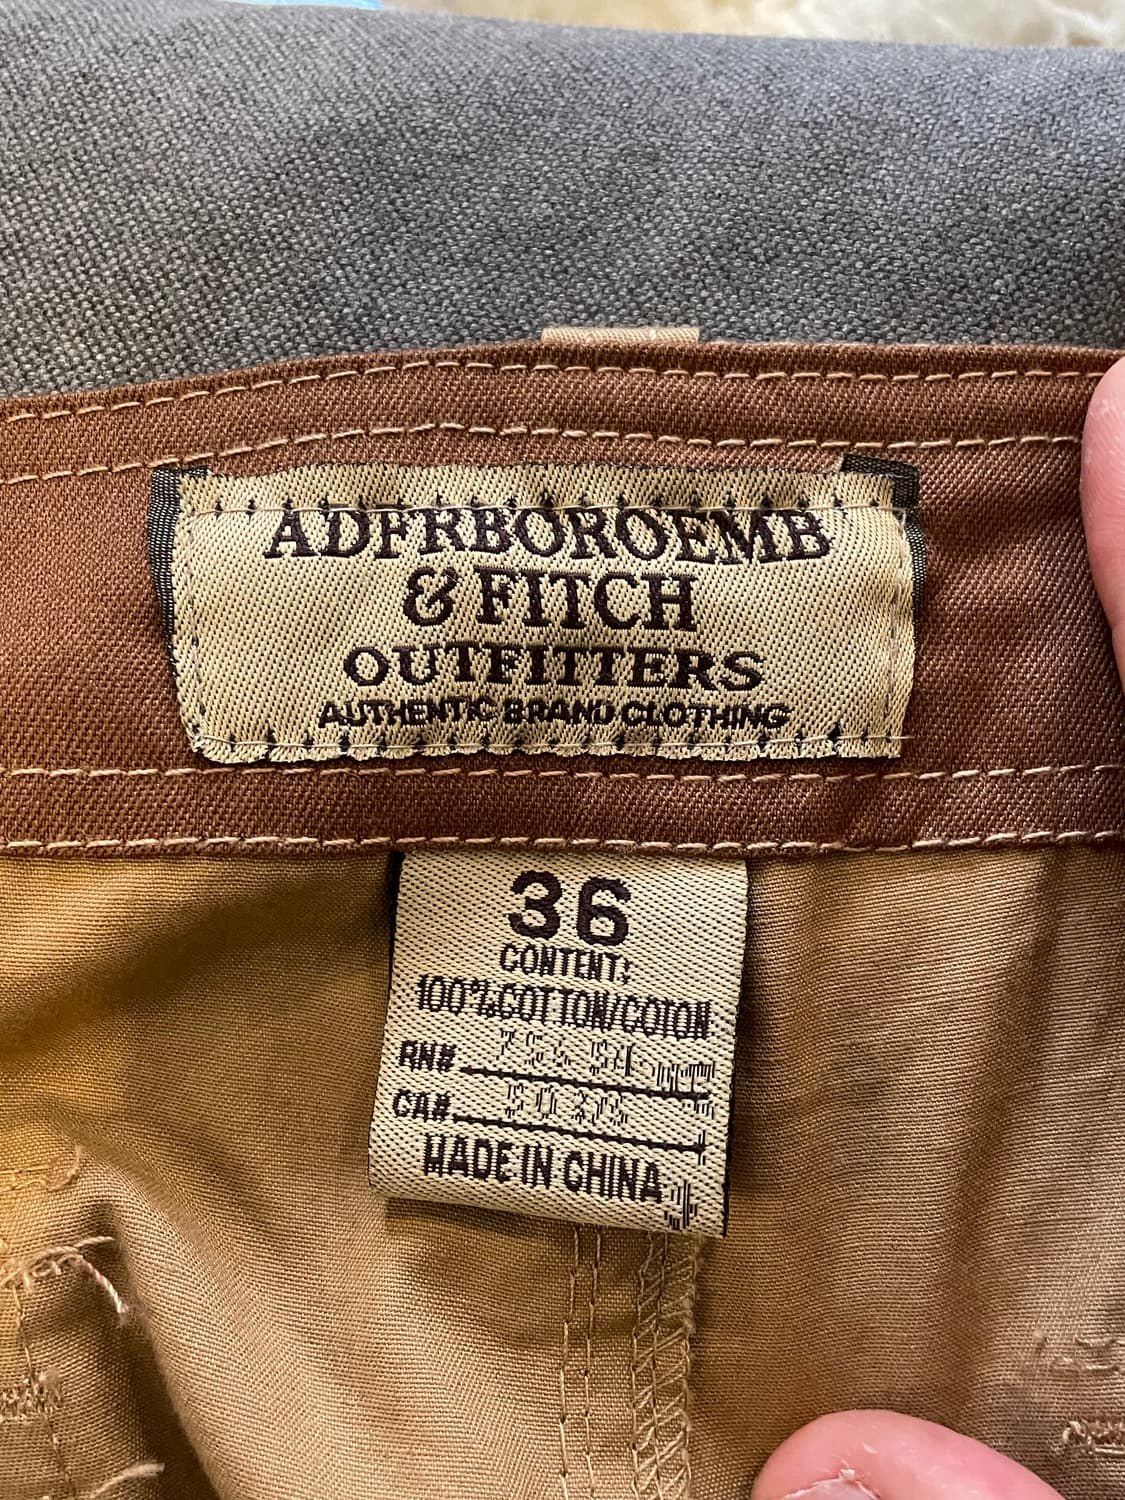 ADFRBOROEMB
& FITCH
OUTFITTERS
AUTHENTIC BRAND CLOTHING
36
CONTENT:
100%COTTON/COTON
RN#
CA#
MADE IN CHINA